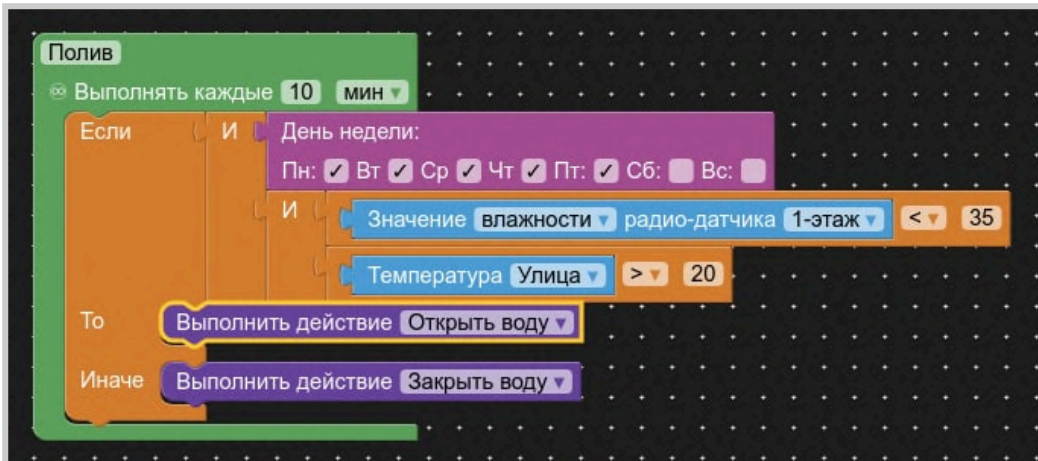 Полив
Выполнять каждые 10 мин
Если И День недели:
Пн: ✓ Вт ✓ Ср ✓ Чт ✓ Пт: ✓ Сб: Вс:
И Значение влажности радио-датчика 1-этаж < 35
Температура Улица > 20
То Выполнить действие Открыть воду
Иначе Выполнить действие Закрыть воду